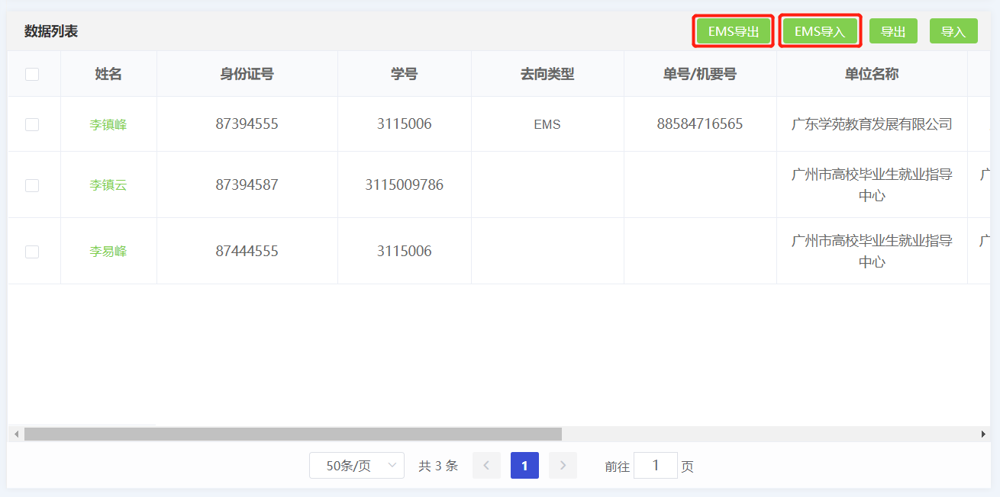 数据列表
EMS导出
EMS导入
导出
导入
姓名
身份证号
学号
去向类型
单号/机要号
单位名称
李镇峰
87394555
3115006
EMS
88584716565
广东学苑教育发展有限公司
李镇云
87394587
3115009786
广州市高校毕业生就业指导
中心
广
李易峰
87444555
3115006
广州市高校毕业生就业指导
中心
广
50条/页
共 3 条
1
前往
1
页